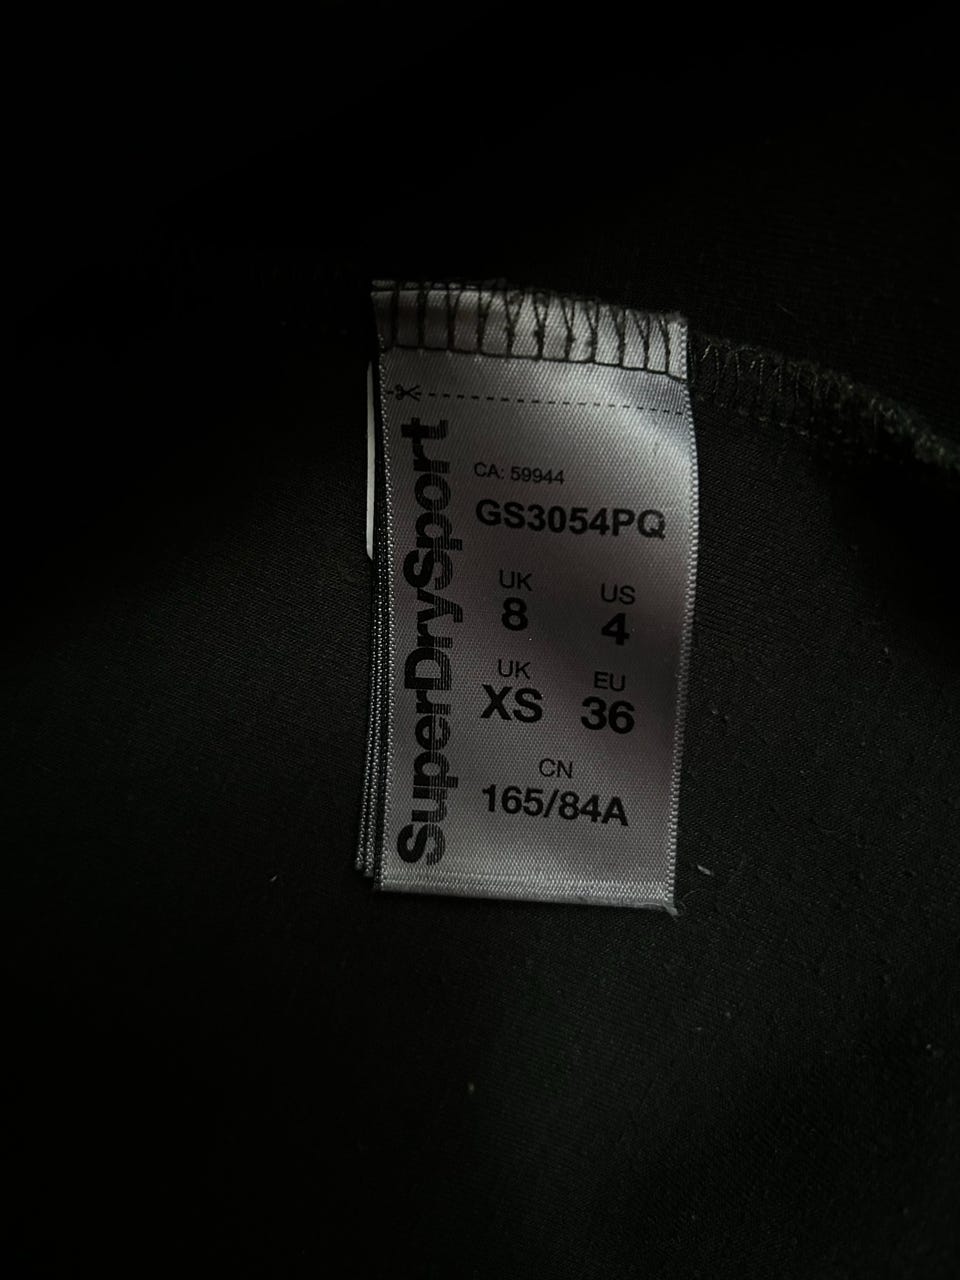 SuperDrySport
CA: 59944
GS3054PQ
UK US
8 4
UK EU
XS 36
CN
165/84A